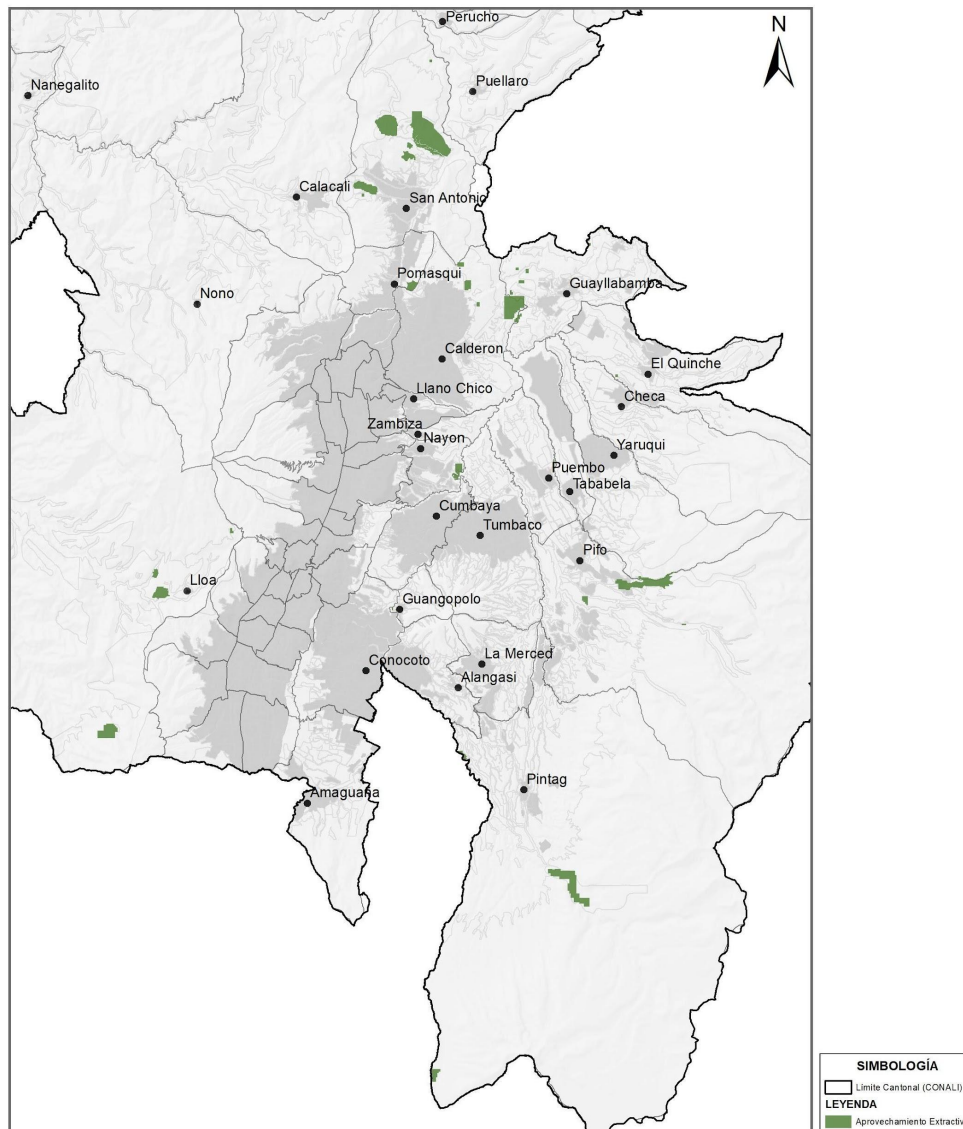 Perucho
N
Nanegalito
Puellaro
Calacali
San Antonio
Pomasqui
Guayllabamba
Nono
Calderon
El Quinche
Llano Chico
Checa
Zambiza
Nayon
Yaruqui
Puembo
Tababela
Cumbaya
Tumbaco
Pifo
Lloa
Guangopolo
La Merced
Conocoto
Alangasi
Pintag
Amaguaña
SIMBOLOGÍA
Límite Cantonal (CONALI)
LEYENDA
Aprovechamiento Extractiv